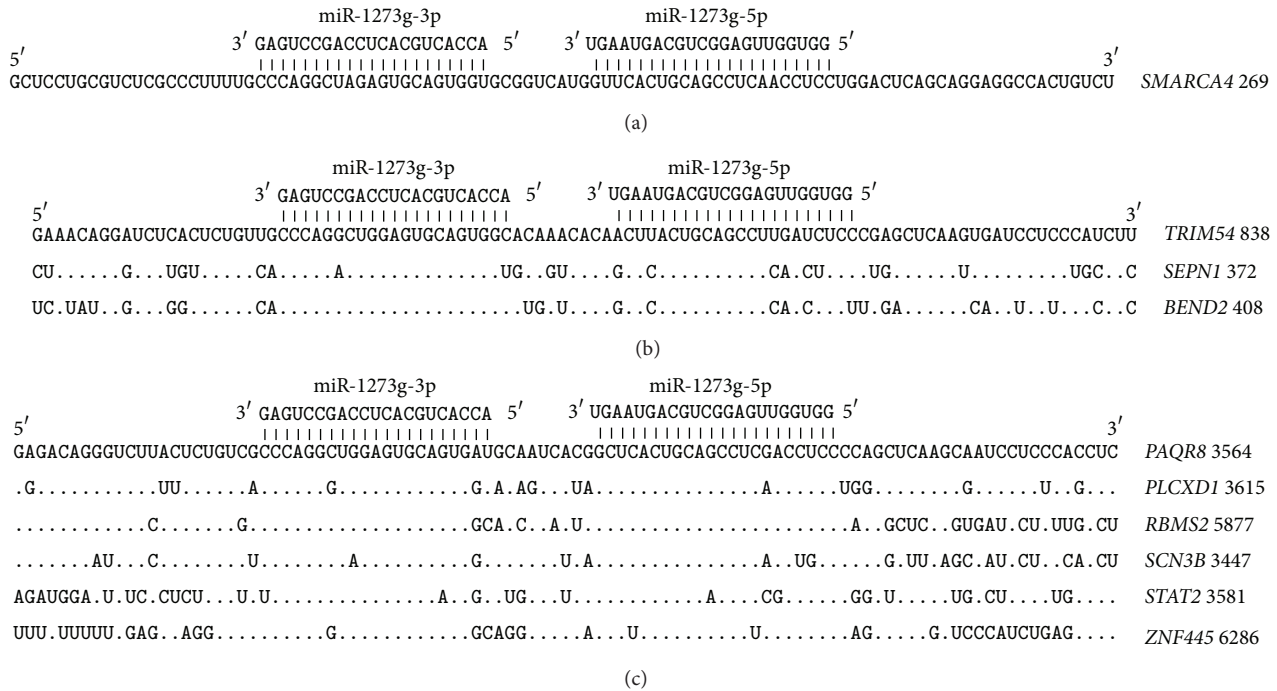 miR-1273g-3p miR-1273g-5p
3′ GAGUCCGACCUCACGUCACCA 5′ 3′ UGAAUGACGUCGGAGUUGGUGG 5′
5′ 3′
GCUCCUGCGUCUCGCCCUUUUGCCCAGGCUAGAGUGCAGUGGUGCGGUCAUGGUUCACUGCAGCCUCAACCUCCUGGACUCAGCAGGAGGCCACUGUCU SMARCA4 269
(a)
miR-1273g-3p miR-1273g-5p
3′ GAGUCCGACCUCACGUCACCA 5′ 3′ UGAAUGACGUCGGAGUUGGUGG 5′
5′ 3′
GAAACAGGAUCUCACUCUGUUGCCCAGGCUGGAGUGCAGUGGCACAAACACAACUUACUGCAGCCUUGAUCUCCCGAGCUCAAGUGAUCCUCCCAUCUU TRIM54 838
CU......G...UGU.....CA.....A..............UG..GU....G..C..........CA.CU....UG......U.........UGC..C SEPN1 372
UC.UAU..G...GG......CA......................UG.U....G..C..........CA.C...UU.GA......CA..U..U...C..C BEND2 408
(b)
miR-1273g-3p miR-1273g-5p
3′ GAGUCCGACCUCACGUCACCA 5′ 3′ UGAAUGACGUCGGAGUUGGUGG 5′
5′ 3′
GAGACAGGGUCUUACUCUGUCGCCCAGGCUGGAGUGCAGUGAUGCAAUCACGGCUCACUGCAGCCUCGACCUCCCCAGCUCAAGCAAUCCUCCCACCUC PAQR8 3564
.G...........UU......A......G............G.A.AG...UA...............A......UGG........G......U..G... PLCXD1 3615
............C.......G....................GCA.C..A.U........................A..GCUC..GUGAU.CU.UUG.CU RBMS2 5877
.......AU...C........U........A..........G.......U.A...............A..UG......G.UU.AGC.AU.CU..CA.CU SCN3B 3447
AGAUGGA.U.UC.CUCU...U.U...............A..G..UG...U............A....CG......GG.U.....UG.CU....UG.... STAT2 3581
UUU.UUUUU.GAG..AGG..........G............GCAGG.....A...U..........U........AG.....G.UCCCAUCUGAG.... ZNF445 6286
(c)